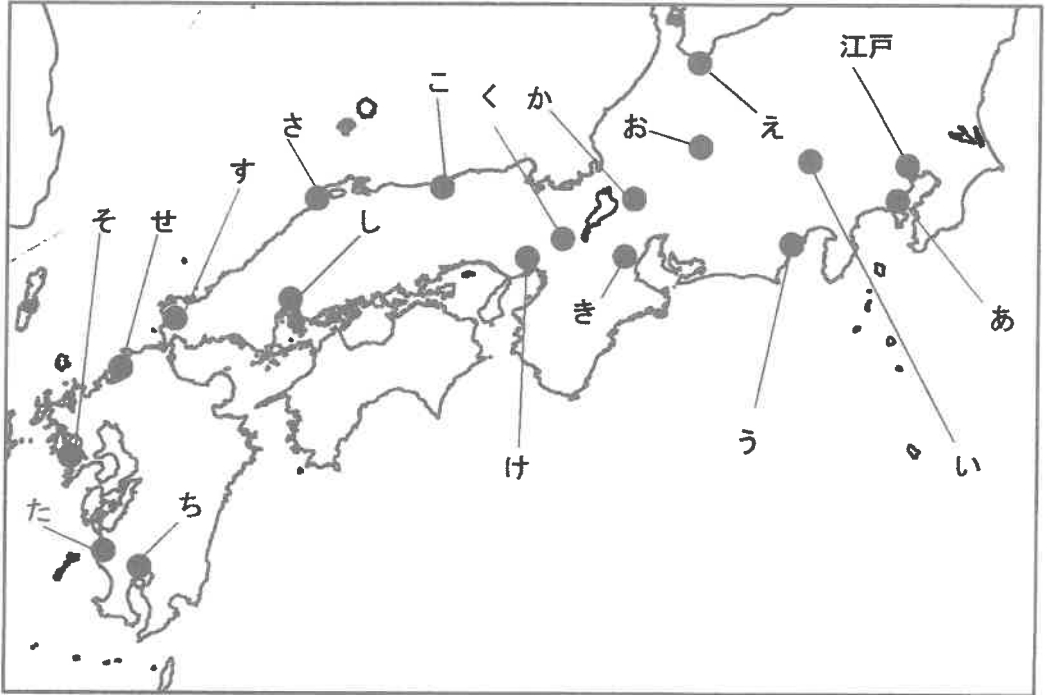 江戸
こ
く
か
お
え
さ
す
し
そ
せ
き
あ
う
け
い
た
ち